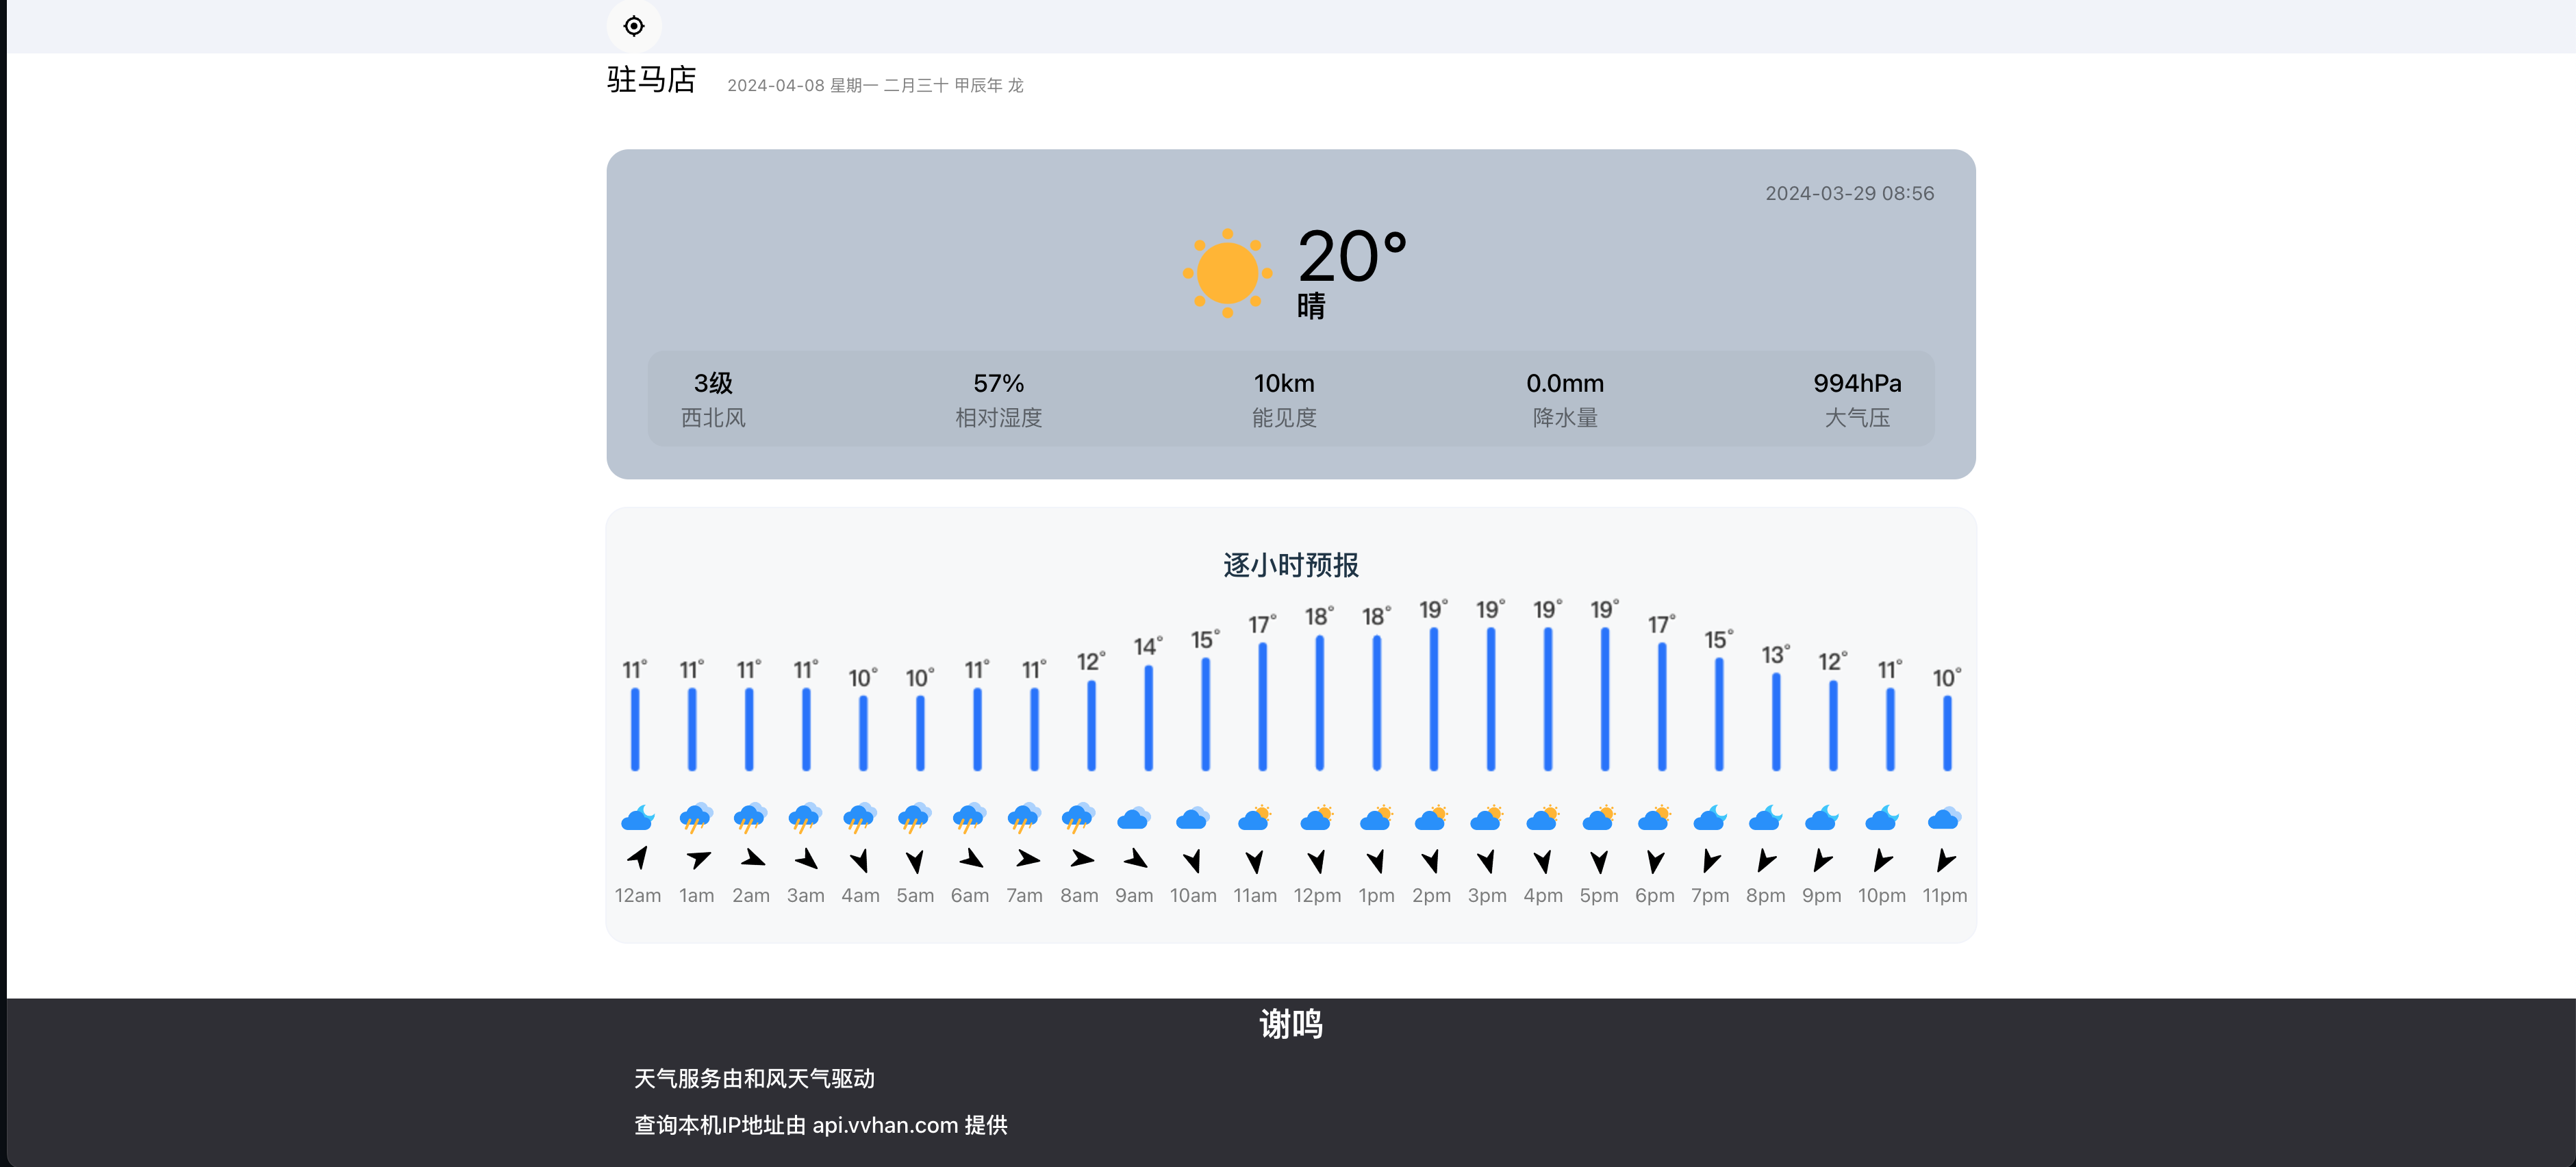 驻马店 2024-04-08 星期一 二月三十 甲辰年 龙
2024-03-29 08:56
20°
晴
3级 57% 10km 0.0mm 994hPa
西北风 相对湿度 能见度 降水量 大气压
逐小时预报
11° 11° 11° 11° 10° 10° 11° 11° 12° 14° 15° 17° 18° 18° 19° 19° 19° 19° 17° 15° 13° 12° 11° 10°
12am 1am 2am 3am 4am 5am 6am 7am 8am 9am 10am 11am 12pm 1pm 2pm 3pm 4pm 5pm 6pm 7pm 8pm 9pm 10pm 11pm
谢鸣
天气服务由和风天气驱动
查询本机IP地址由 api.vvhan.com 提供